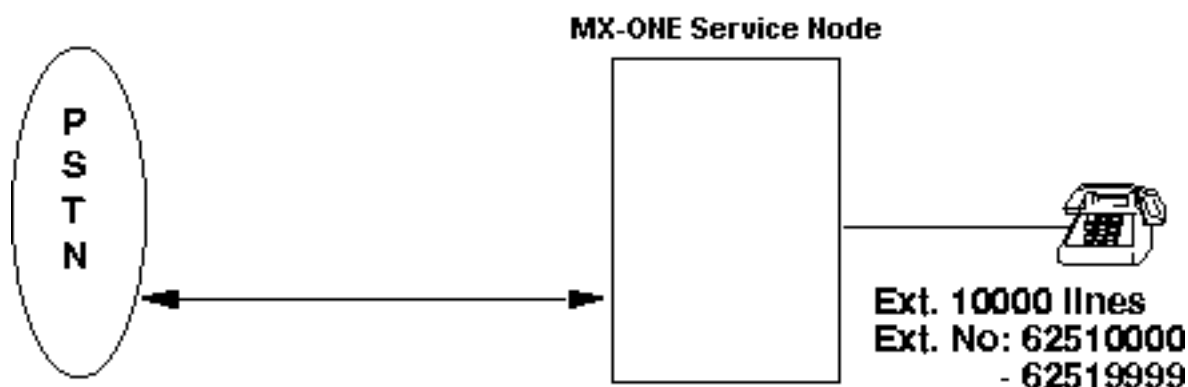 MX-ONE Service Node
P
S
T
N
Ext. 10000 lines
Ext. No: 62510000
- 62519999